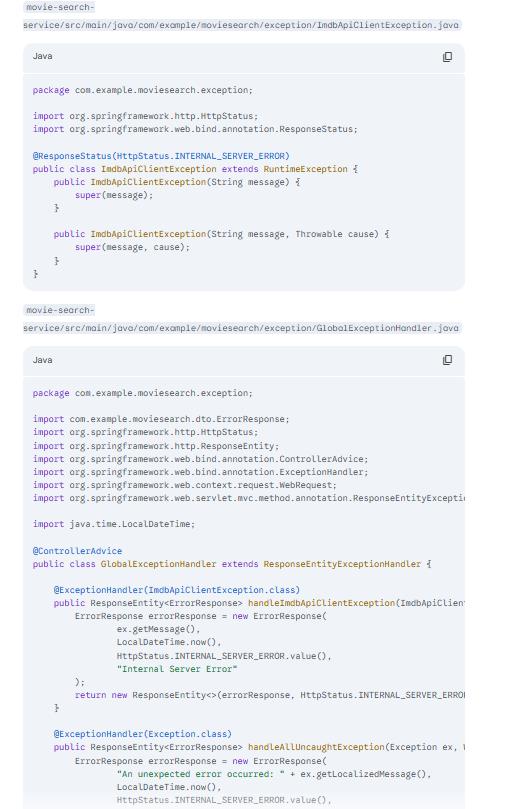 movie-search-
service/src/main/java/com/example/moviesearch/exception/ImdbApiClientException.java
Java
package com.example.moviesearch.exception;
import org.springframework.http.HttpStatus;
import org.springframework.web.bind.annotation.ResponseStatus;
@ResponseStatus(HttpStatus.INTERNAL_SERVER_ERROR)
public class ImdbApiClientException extends RuntimeException {
    public ImdbApiClientException(String message) {
        super(message);
    }
    public ImdbApiClientException(String message, Throwable cause) {
        super(message, cause);
    }
}
movie-search-
service/src/main/java/com/example/moviesearch/exception/GlobalExceptionHandler.java
Java
package com.example.moviesearch.exception;
import com.example.moviesearch.dto.ErrorResponse;
import org.springframework.http.HttpStatus;
import org.springframework.http.ResponseEntity;
import org.springframework.web.bind.annotation.ControllerAdvice;
import org.springframework.web.bind.annotation.ExceptionHandler;
import org.springframework.web.context.request.WebRequest;
import org.springframework.web.servlet.mvc.method.annotation.ResponseEntityExceptio
import java.time.LocalDateTime;
@ControllerAdvice
public class GlobalExceptionHandler extends ResponseEntityExceptionHandler {
    @ExceptionHandler(ImdbApiClientException.class)
    public ResponseEntity<ErrorResponse> handleImdbApiClientException(ImdbApiClient
        ErrorResponse errorResponse = new ErrorResponse(
                ex.getMessage(),
                LocalDateTime.now(),
                HttpStatus.INTERNAL_SERVER_ERROR.value(),
                "Internal Server Error"
        );
        return new ResponseEntity<>(errorResponse, HttpStatus.INTERNAL_SERVER_ERROR
    }
    @ExceptionHandler(Exception.class)
    public ResponseEntity<ErrorResponse> handleAllUncaughtException(Exception ex,
        ErrorResponse errorResponse = new ErrorResponse(
                "An unexpected error occurred: " + ex.getLocalizedMessage(),
                LocalDateTime.now(),
                HttpStatus.INTERNAL_SERVER_ERROR.value(),